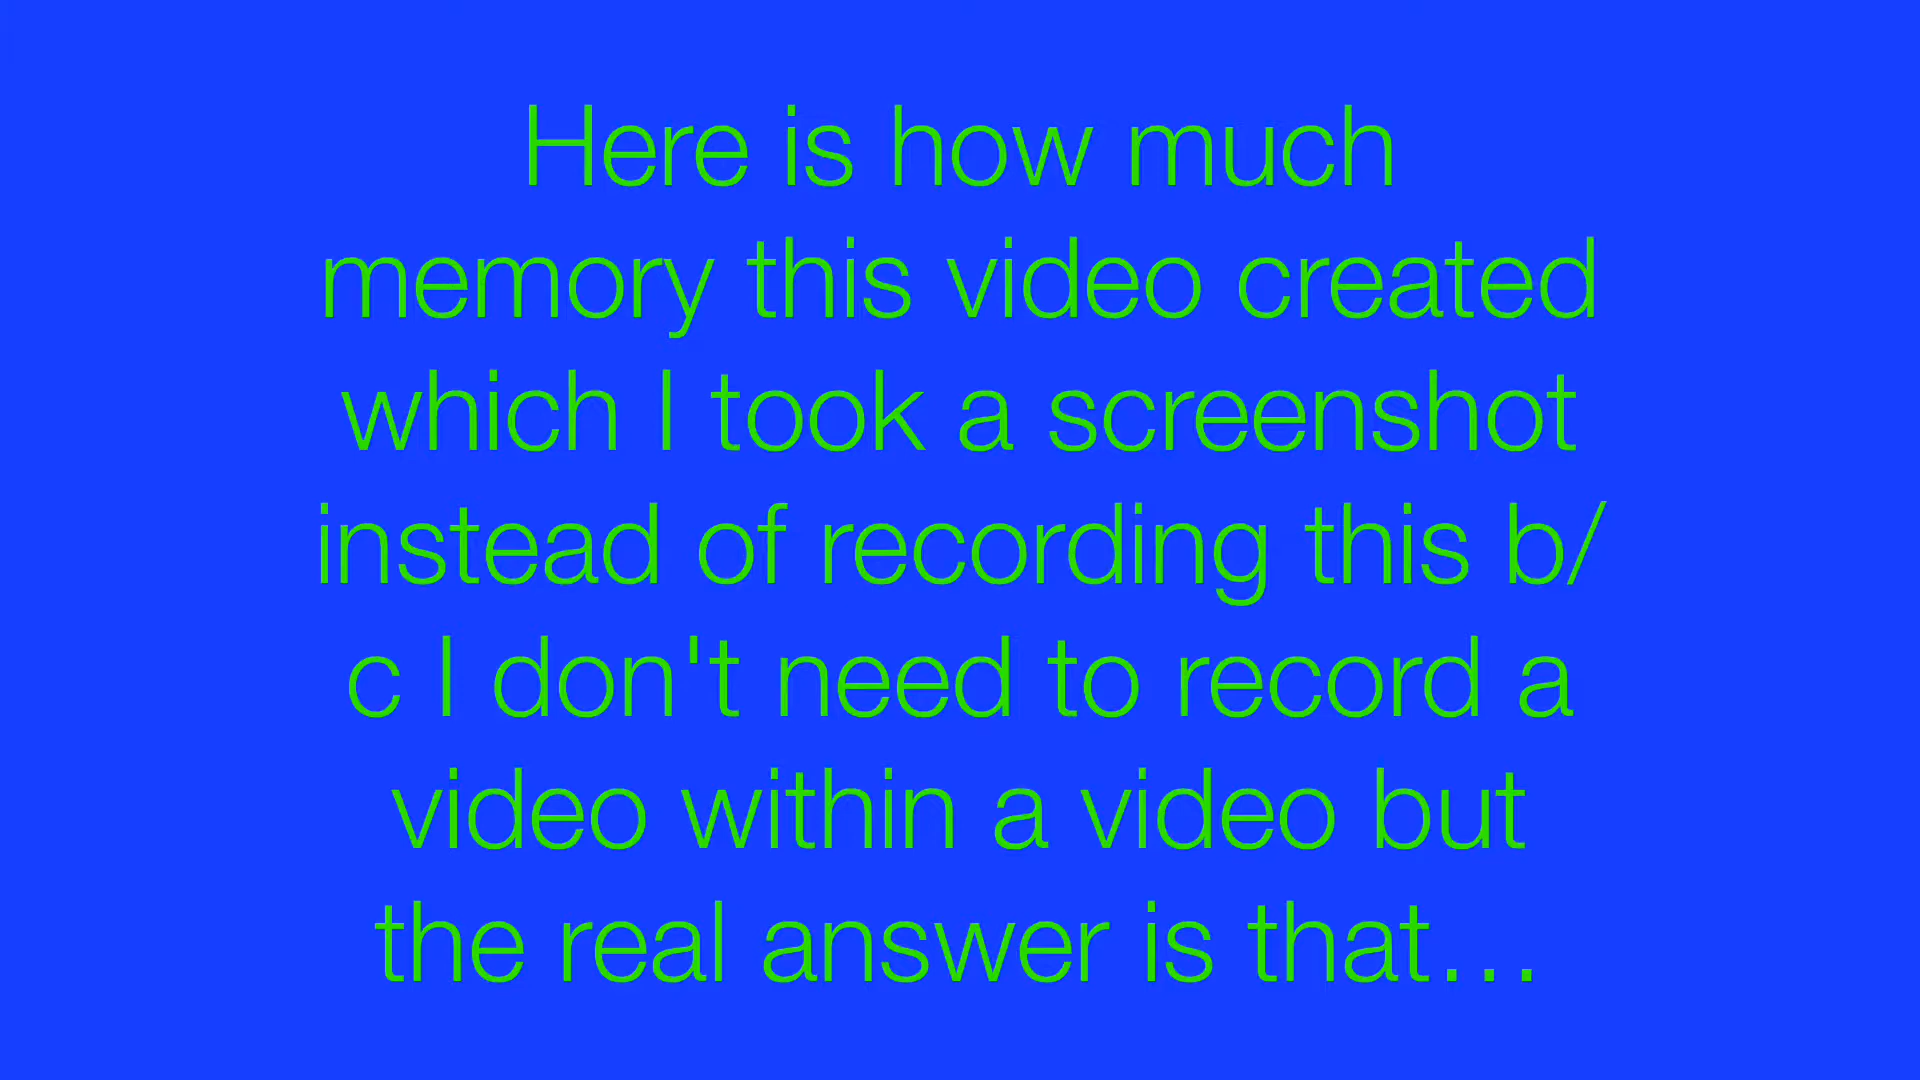 Here is how much
memory this video created
which I took a screenshot
instead of recording this b/
c I don't need to record a
video within a video but
the real answer is that...